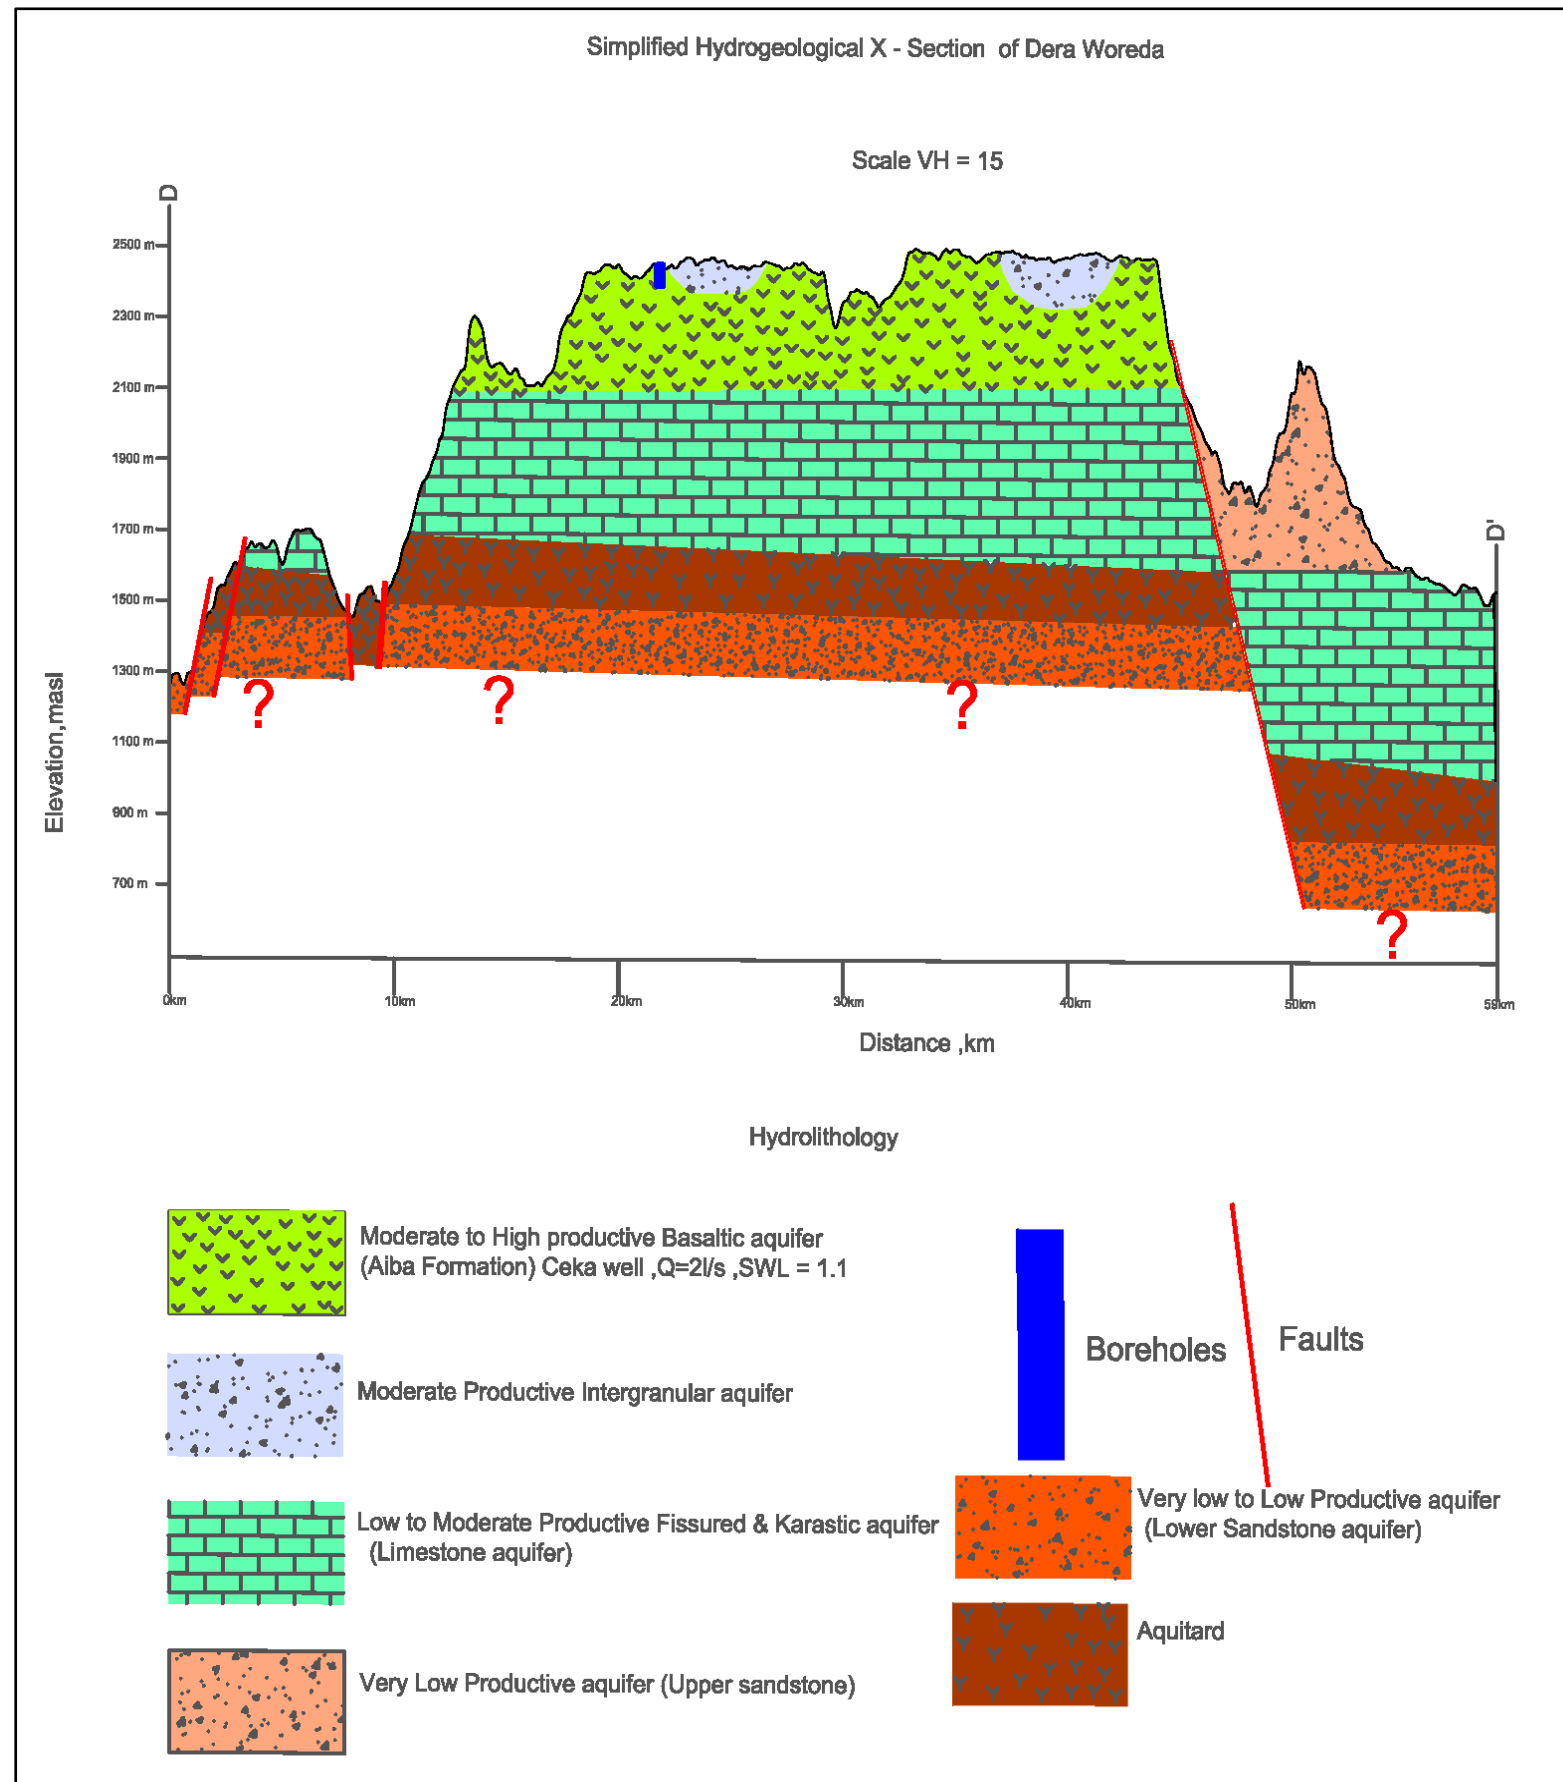 Simplified Hydrogeological X - Section of Dera Woreda
Scale VH = 15
D
D'
2500 m
2300 m
2100 m
1900 m
1700 m
1500 m
1300 m
1100 m
900 m
700 m
Elevation,masl
?
?
?
?
0km
10km
20km
30km
40km
50km
59km
Distance ,km
Hydrolithology
Moderate to High productive Basaltic aquifer
(Aiba Formation) Ceka well ,Q=2l/s ,SWL = 1.1
Moderate Productive Intergranular aquifer
Low to Moderate Productive Fissured & Karastic aquifer
(Limestone aquifer)
Very Low Productive aquifer (Upper sandstone)
Boreholes
Faults
Very low to Low Productive aquifer
(Lower Sandstone aquifer)
Aquitard